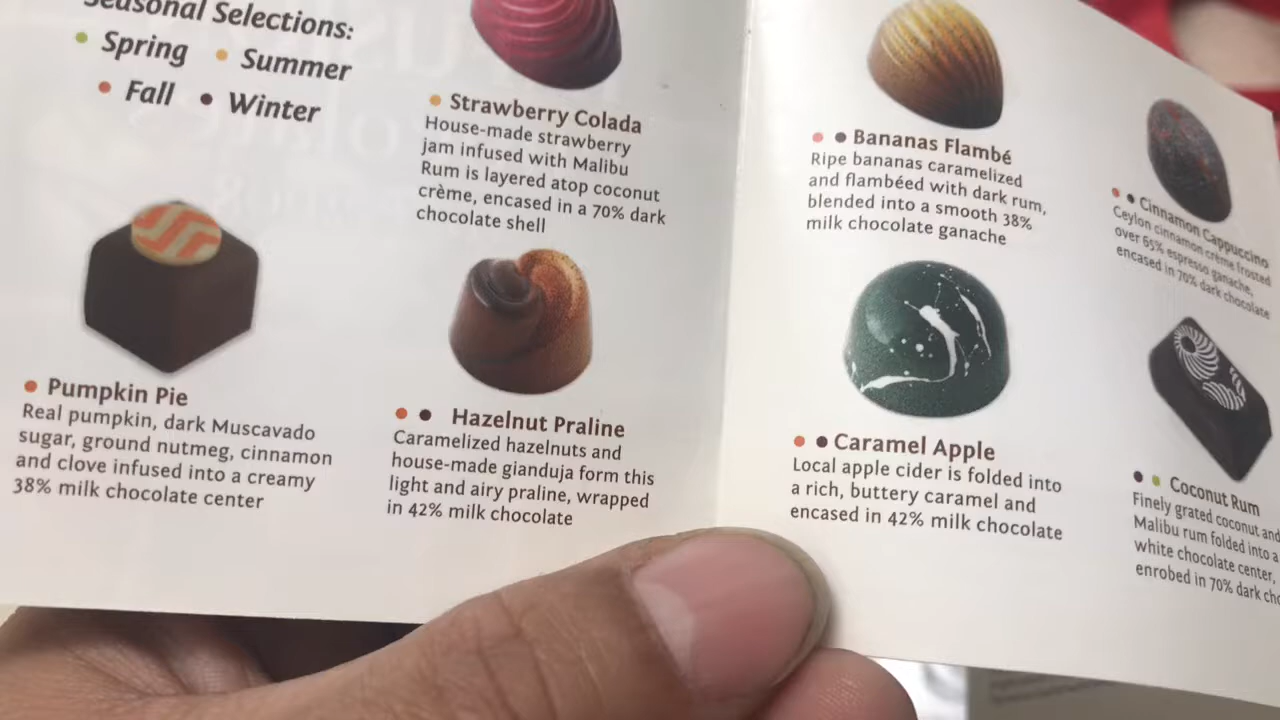 Seasonal Selections:
Spring Summer
Fall Winter
Strawberry Colada
House-made strawberry
jam infused with Malibu
Rum is layered atop coconut
crème, encased in a 70% dark
chocolate shell
Pumpkin Pie
Real pumpkin, dark Muscavado
sugar, ground nutmeg, cinnamon
and clove infused into a creamy
38% milk chocolate center
Hazelnut Praline
Caramelized hazelnuts and
house-made gianduja form this
light and airy praline, wrapped
in 42% milk chocolate
Bananas Flambé
Ripe bananas caramelized
and flambéed with dark rum,
blended into a smooth 38%
milk chocolate ganache
Cinnamon Cappuccino
Ceylon cinnamon crème frosted
over 65% espresso ganache,
encased in 70% dark chocolate
Caramel Apple
Local apple cider is folded into
a rich, buttery caramel and
encased in 42% milk chocolate
Coconut Rum
Finely grated coconut and
Malibu rum folded into a
white chocolate center,
enrobed in 70% dark